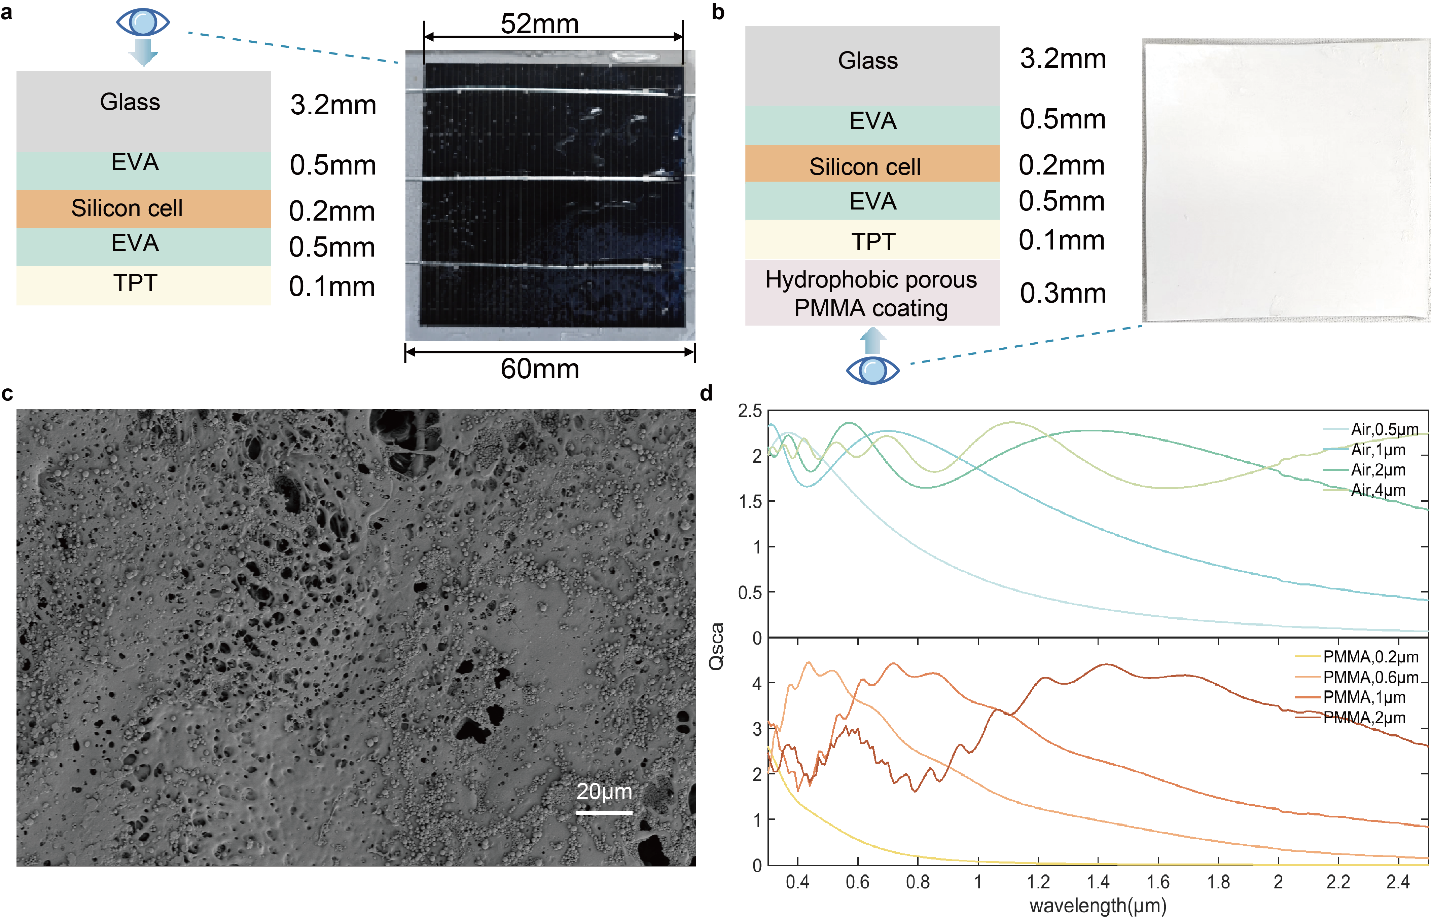 a
52mm
Glass
3.2mm
EVA
0.5mm
Silicon cell
0.2mm
EVA
0.5mm
TPT
0.1mm
60mm
b
Glass
3.2mm
EVA
0.5mm
Silicon cell
0.2mm
EVA
0.5mm
TPT
0.1mm
Hydrophobic porous
PMMA coating
0.3mm
c
20μm
d
2.5
2
1.5
1
0.5
0
Air,0.5μm
Air,1μm
Air,2μm
Air,4μm
Qsca
4
3
2
1
0
PMMA,0.2μm
PMMA,0.6μm
PMMA,1μm
PMMA,2μm
0.4 0.6 0.8 1 1.2 1.4 1.6 1.8 2 2.2 2.4
wavelength(μm)